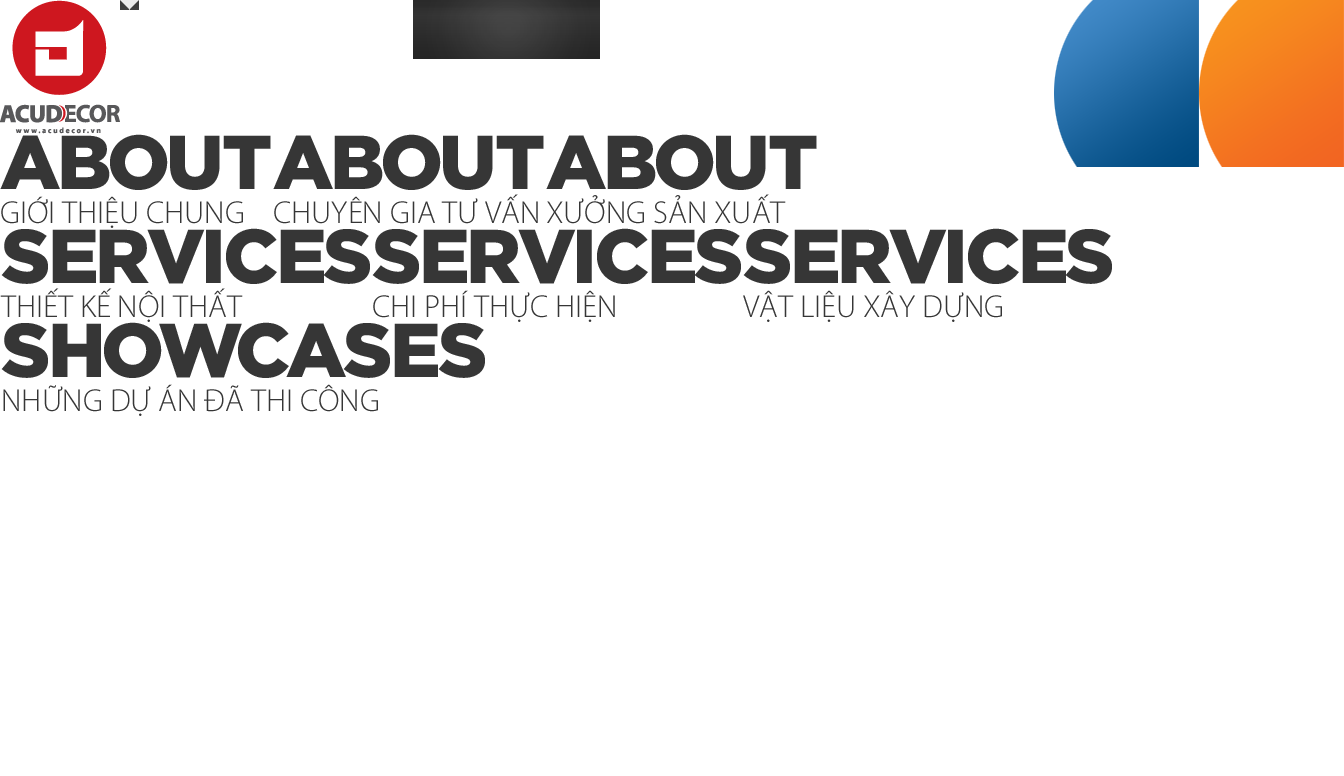 ACUDECOR
www.acudecor.vn
ABOUT ABOUT ABOUT
GIỚI THIỆU CHUNG CHUYÊN GIA TƯ VẤN XƯỞNG SẢN XUẤT
SERVICES SERVICES SERVICES
THIẾT KẾ NỘI THẤT CHI PHÍ THỰC HIỆN VẬT LIỆU XÂY DỰNG
SHOWCASES
NHỮNG DỰ ÁN ĐÃ THI CÔNG